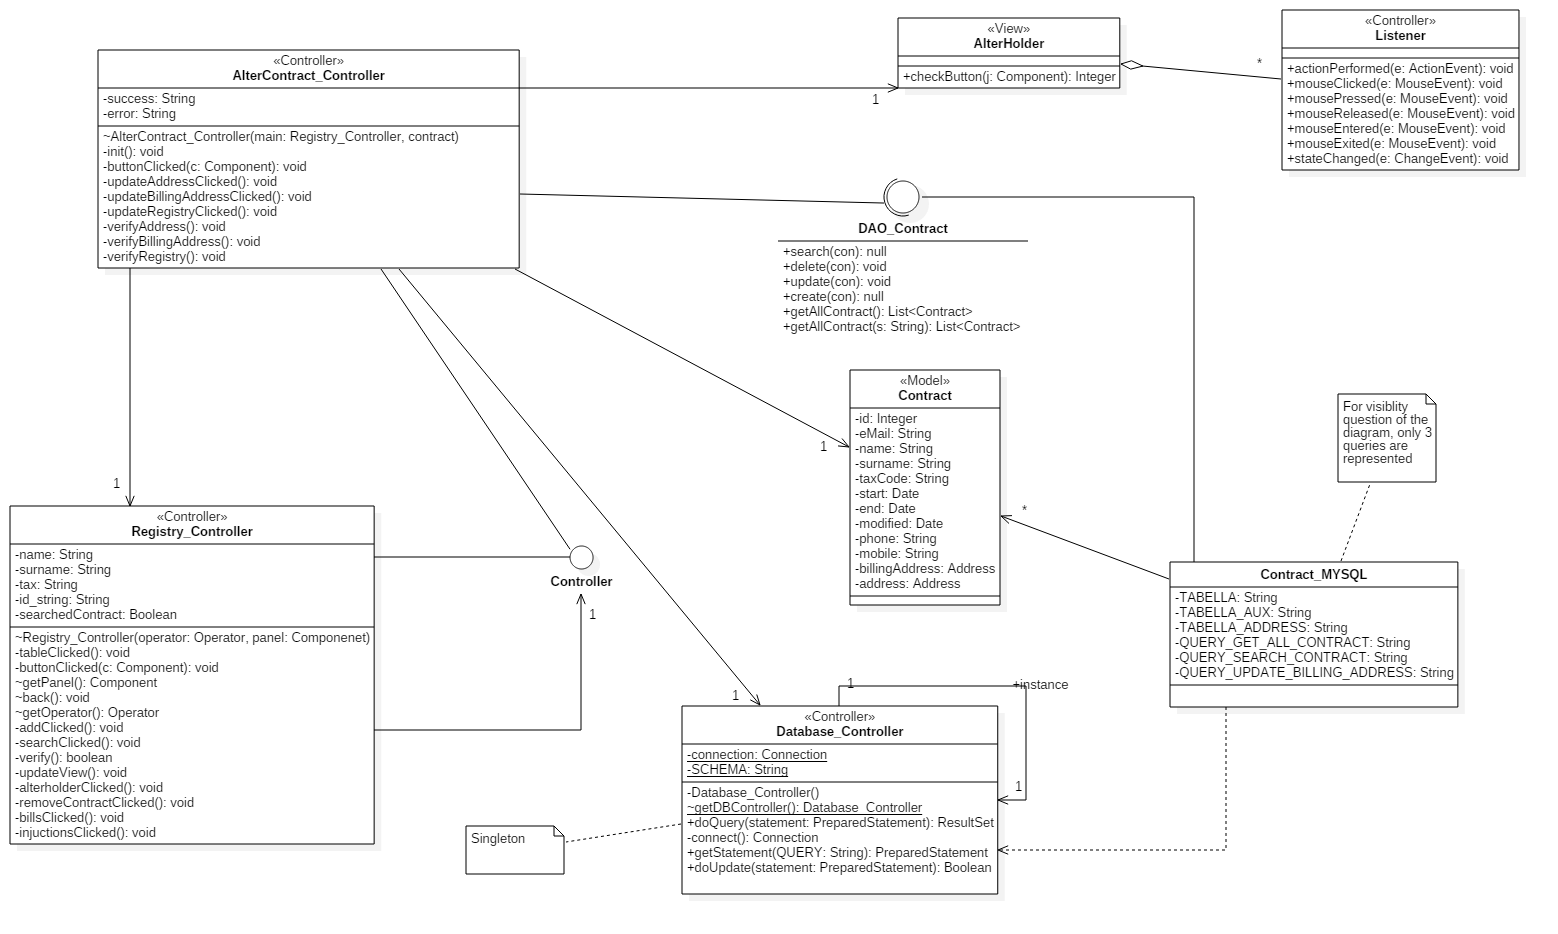 «Controller»
AlterContract_Controller
-success: String
-error: String
~AlterContract_Controller(main: Registry_Controller, contract)
-init(): void
-buttonClicked(c: Component): void
-updateAddressClicked(): void
-updateBillingAddressClicked(): void
-updateRegistryClicked(): void
-verifyAddress(): void
-verifyBillingAddress(): void
-verifyRegistry(): void
1
«View»
AlterHolder
+checkButton(j: Component): Integer
*
«Controller»
Listener
+actionPerformed(e: ActionEvent): void
+mouseClicked(e: MouseEvent): void
+mousePressed(e: MouseEvent): void
+mouseReleased(e: MouseEvent): void
+mouseEntered(e: MouseEvent): void
+mouseExited(e: MouseEvent): void
+stateChanged(e: ChangeEvent): void
DAO_Contract
+search(con): null
+delete(con): void
+update(con): void
+create(con): null
+getAllContract(): List<Contract>
+getAllContract(s: String): List<Contract>
1
«Model»
Contract
-id: Integer
-eMail: String
-name: String
-surname: String
-taxCode: String
-start: Date
-end: Date
-modified: Date
-phone: String
-mobile: String
-billingAddress: Address
-address: Address
*
For visiblity
question of the
diagram, only 3
queries are
represented
Contract_MYSQL
-TABELLA: String
-TABELLA_AUX: String
-TABELLA_ADDRESS: String
-QUERY_GET_ALL_CONTRACT: String
-QUERY_SEARCH_CONTRACT: String
-QUERY_UPDATE_BILLING_ADDRESS: String
1
«Controller»
Registry_Controller
-name: String
-surname: String
-tax: String
-id_string: String
-searchedContract: Boolean
~Registry_Controller(operator: Operator, panel: Componenet)
-tableClicked(): void
-buttonClicked(c: Component): void
~getPanel(): Component
~back(): void
~getOperator(): Operator
-addClicked(): void
-searchClicked(): void
-verify(): boolean
-updateView(): void
-alterholderClicked(): void
-removeContractClicked(): void
-billsClicked(): void
-injuctionsClicked(): void
Controller
1
1
1
+instance
1
«Controller»
Database_Controller
-connection: Connection
-SCHEMA: String
-Database_Controller()
~getDBController(): Database_Controller
+doQuery(statement: PreparedStatement): ResultSet
-connect(): Connection
+getStatement(QUERY: String): PreparedStatement
+doUpdate(statement: PreparedStatement): Boolean
Singleton